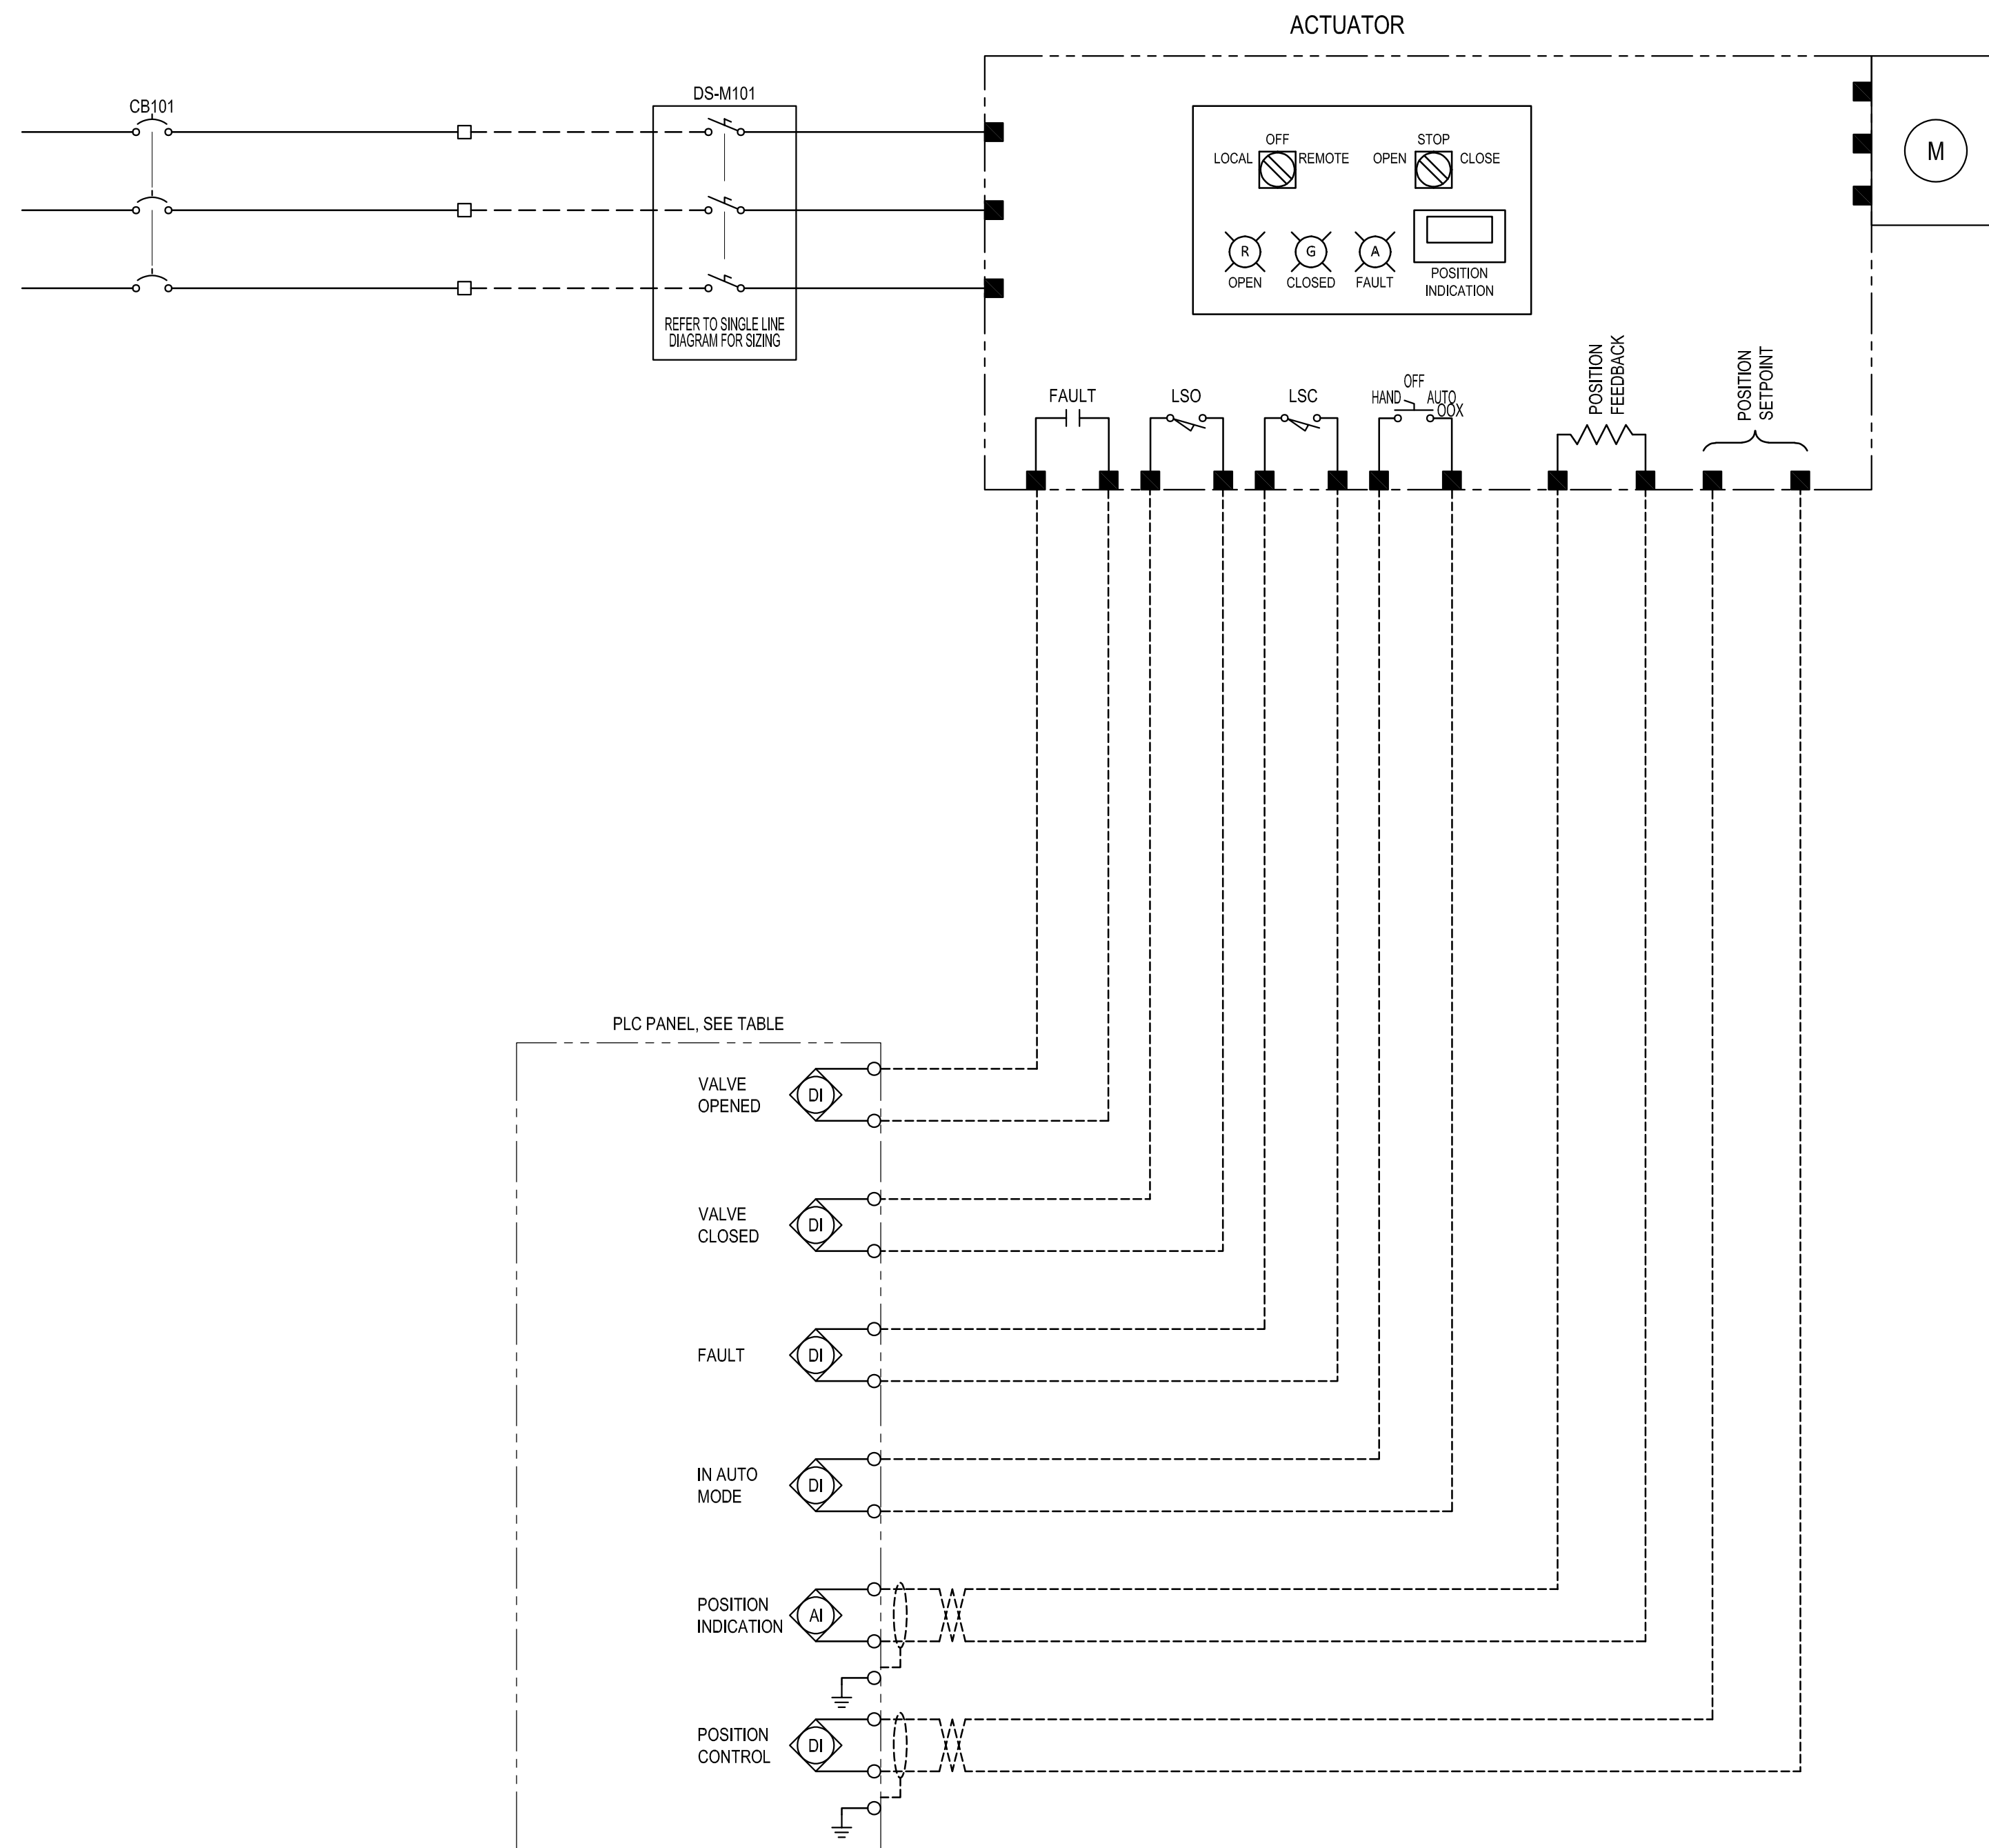 ACTUATOR
CB101
DS-M101
OFF
LOCAL
REMOTE
STOP
OPEN
CLOSE
R
G
A
OPEN
CLOSED
FAULT
POSITION
INDICATION
M
REFER TO SINGLE LINE
DIAGRAM FOR SIZING
FAULT
LSO
LSC
OFF
HAND
AUTO
OOX
POSITION
FEEDBACK
POSITION
SETPOINT
PLC PANEL, SEE TABLE
VALVE
OPENED
DI
VALVE
CLOSED
DI
FAULT
DI
IN AUTO
MODE
DI
POSITION
INDICATION
AI
POSITION
CONTROL
DI